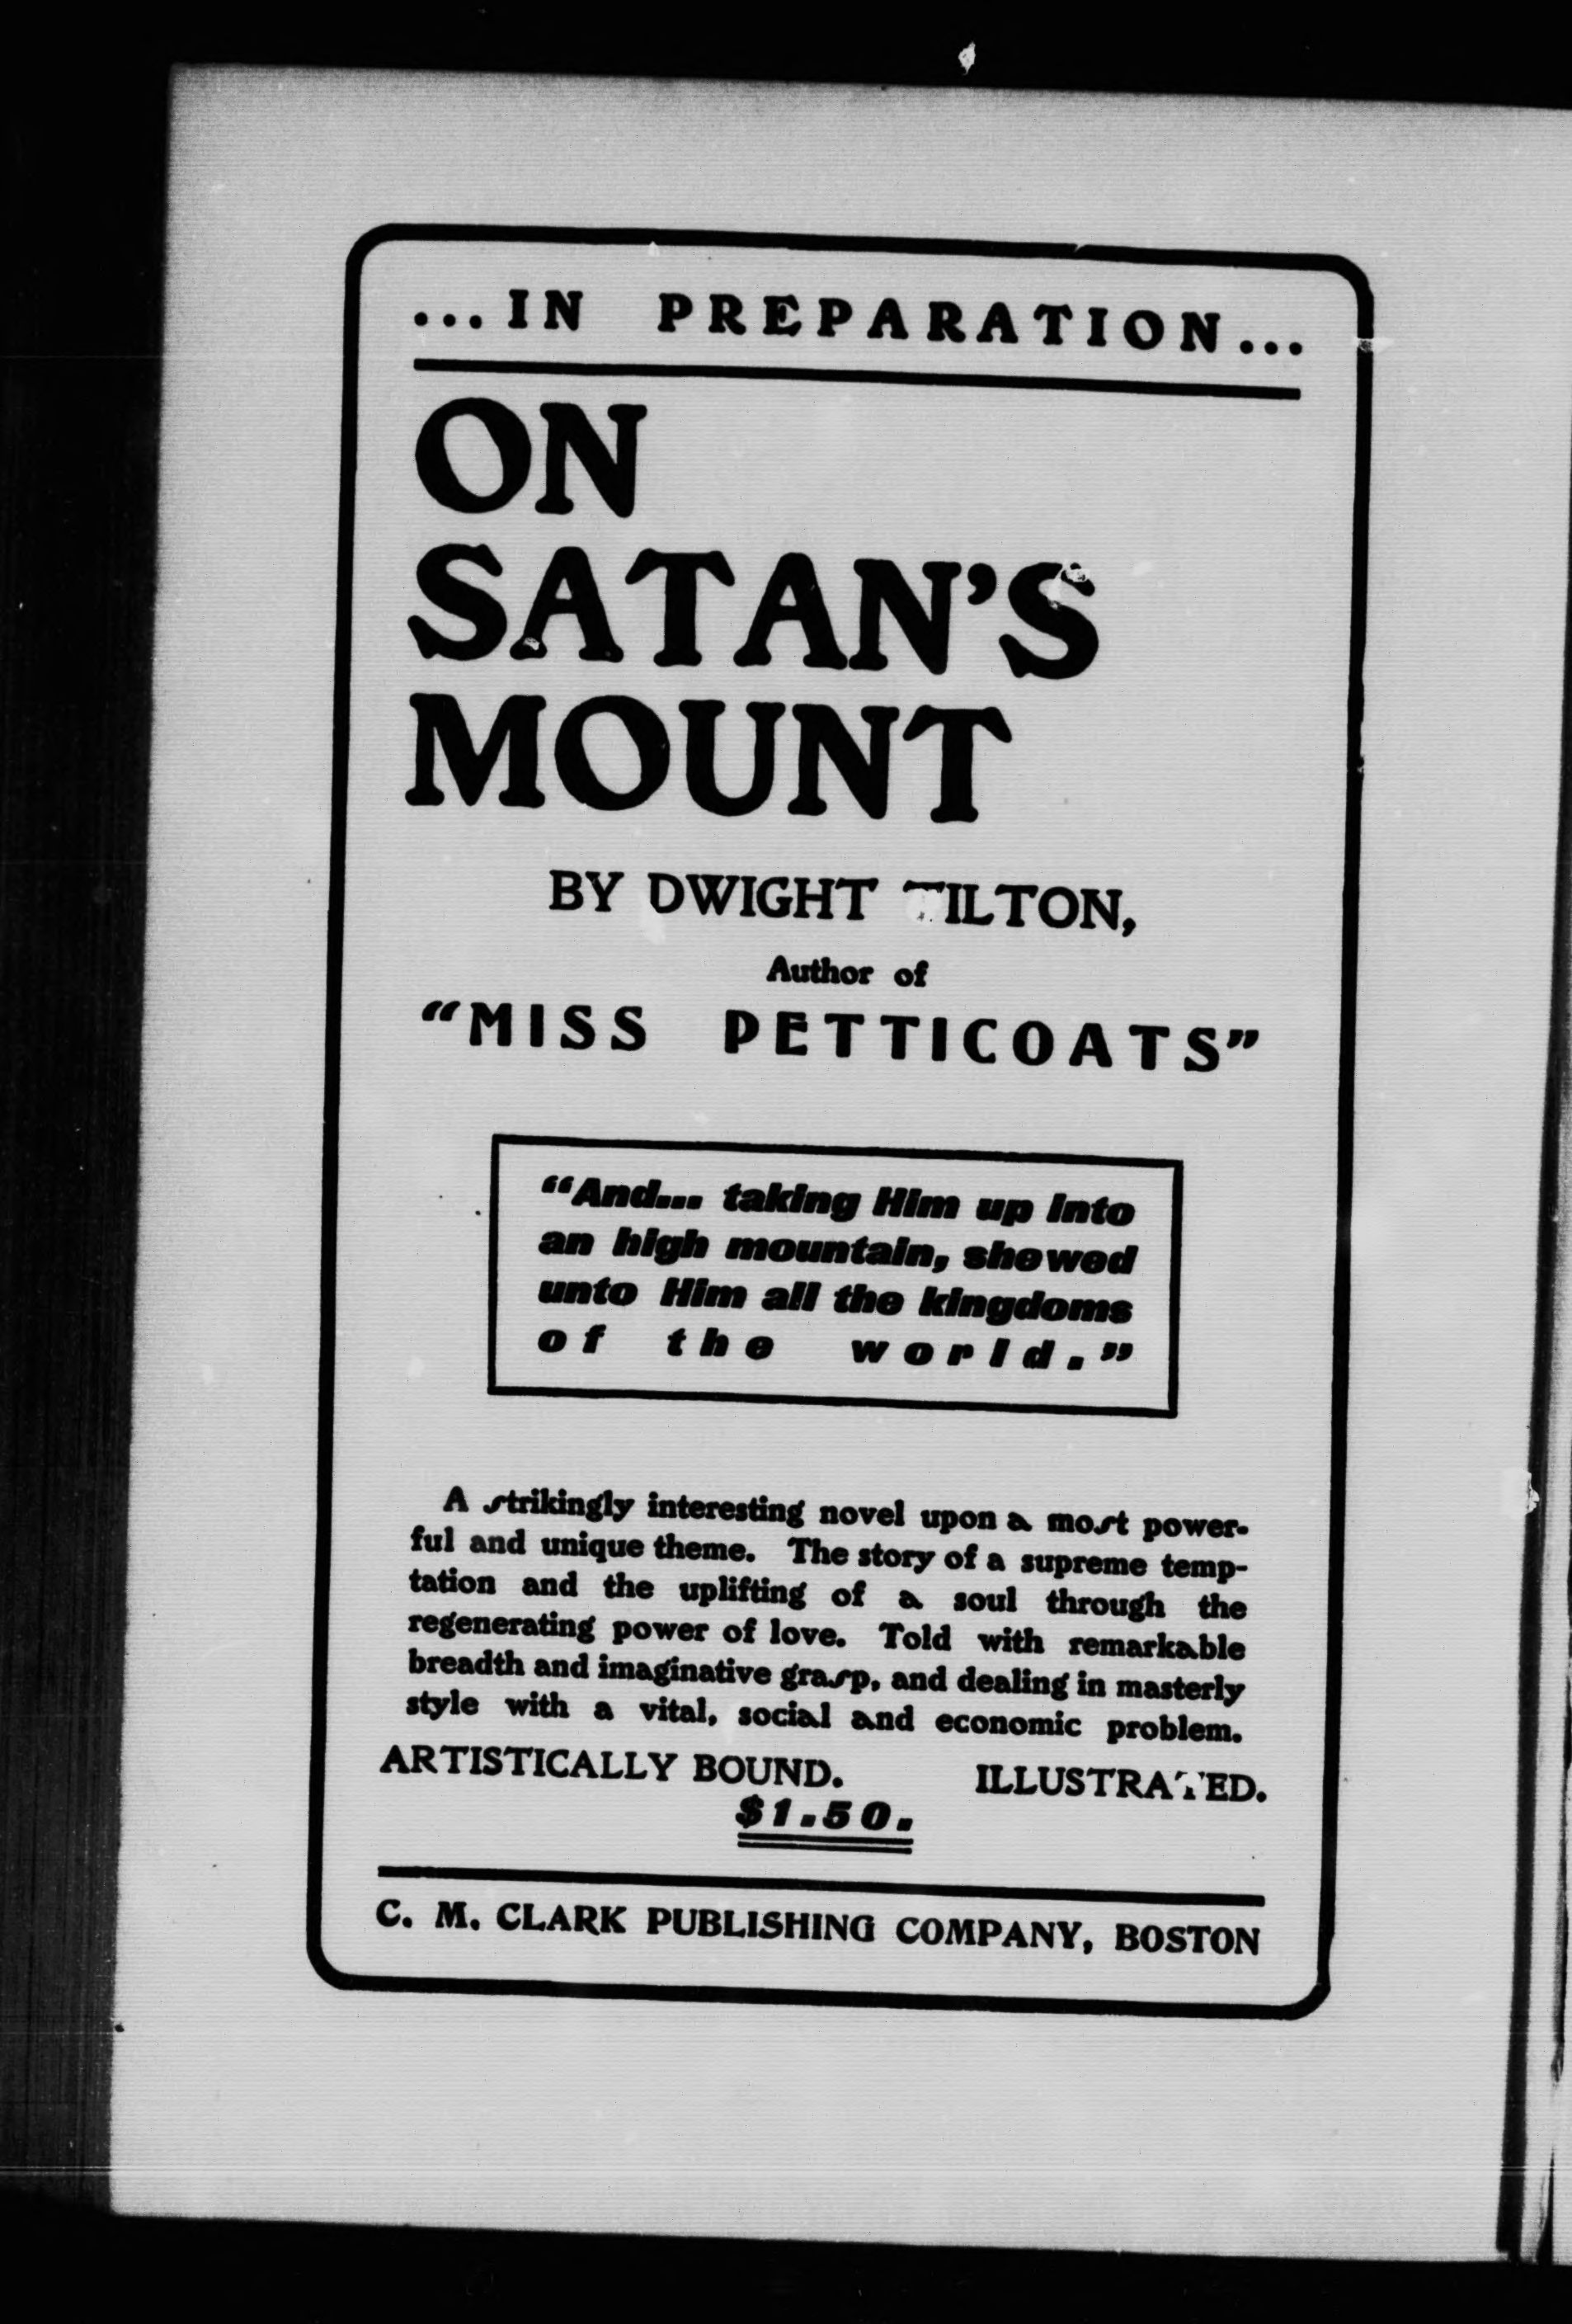 ...IN PREPARATION...
ON
SATAN'S
MOUNT
BY DWIGHT TILTON,
Author of
"MISS PETTICOATS"
"And... taking Him up into
an high mountain, shewed
unto Him all the kingdoms
of the world."
A strikingly interesting novel upon a most power-
ful and unique theme. The story of a supreme temp-
tation and the uplifting of a soul through the
regenerating power of love. Told with remarkable
breadth and imaginative grasp, and dealing in masterly
style with a vital, social and economic problem.
ARTISTICALLY BOUND. ILLUSTRATED.
$1.50.
C. M. CLARK PUBLISHING COMPANY, BOSTON